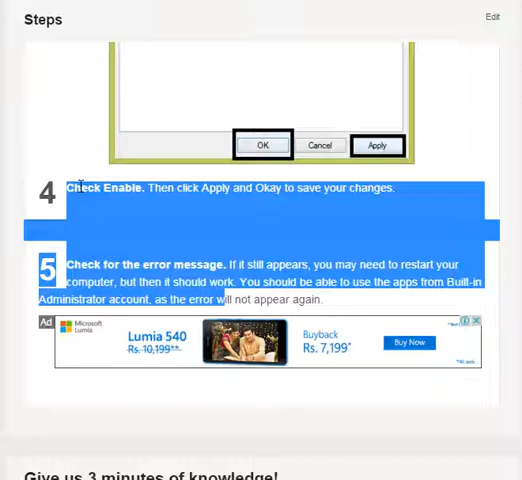 Steps
Edit
OK Cancel Apply
4 Check Enable. Then click Apply and Okay to save your changes.
5 Check for the error message. If it still appears, you may need to restart your
computer, but then it should work. You should be able to use the apps from Built-in
Administrator account, as the error will not appear again.
Ad
Microsoft
Lumia
Lumia 540
Rs. 10,199**
Buyback
Rs. 7,199*
Buy Now
Give us 3 minutes of knowledge!